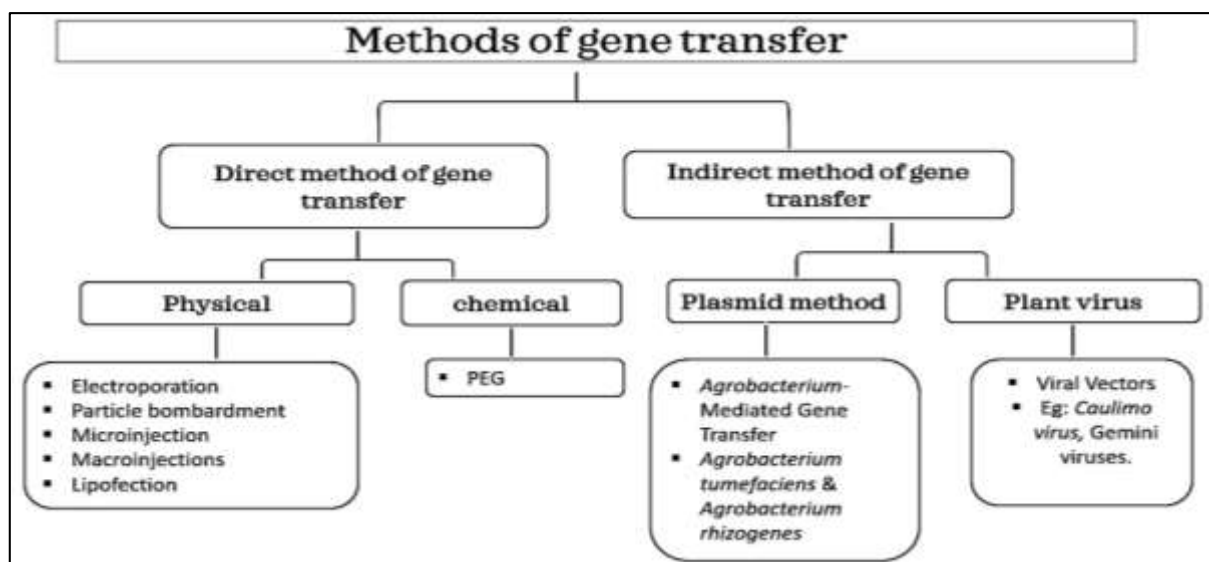 Methods of gene transfer
Direct method of gene
transfer
Indirect method of gene
transfer
Physical
chemical
Plasmid method
Plant virus
▪ Electroporation
▪ Particle bombardment
▪ Microinjection
▪ Macroinjections
▪ Lipofection
▪ PEG
▪ Agrobacterium-
Mediated Gene
Transfer
▪ Agrobacterium
tumefaciens &
Agrobacterium
rhizogenes
▪ Viral Vectors
▪ Eg: Caulimo
virus, Gemini
viruses.